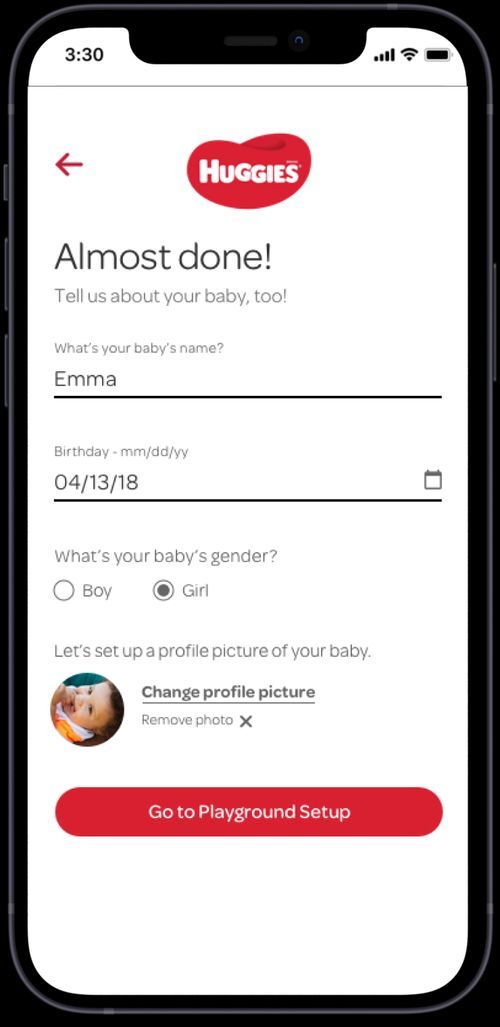 3:30
HUGGIES
Almost done!
Tell us about your baby, too!
What's your baby's name?
Emma
Birthday - mm/dd/yy
04/13/18
What's your baby's gender?
Boy
Girl
Let's set up a profile picture of your baby.
Change profile picture
Remove photo
Go to Playground Setup